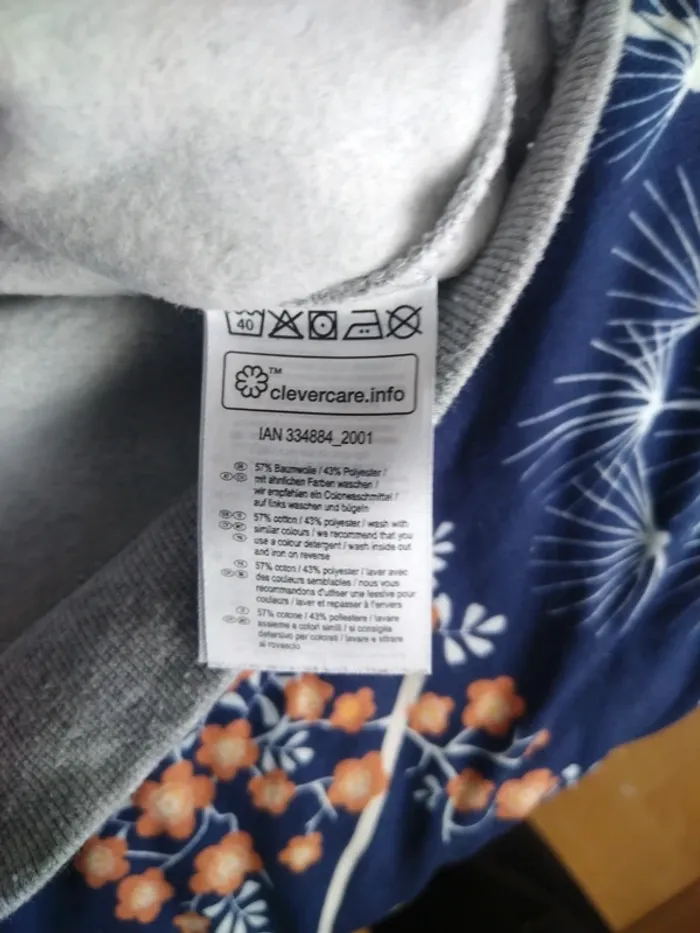 40
clevercare.info™
IAN 334884_2001
57% Baumwolle / 43% Polyester /
mit ähnlichen Farben waschen /
wir empfehlen ein Colorwaschmittel /
auf links waschen und bügeln
57% cotton / 43% polyester / wash with
similar colours / we recommend that you
use a colour detergent / wash inside out
and iron on reverse
57% coton / 43% polyester / laver avec
des couleurs semblables / nous vous
recommandons d'utiliser une lessive pour
couleurs / laver et repasser à l'envers
57% cotone / 43% poliestere / lavare
assieme a colori simili / si consiglia
detersivo per colorati / lavare e stirare
al rovescio